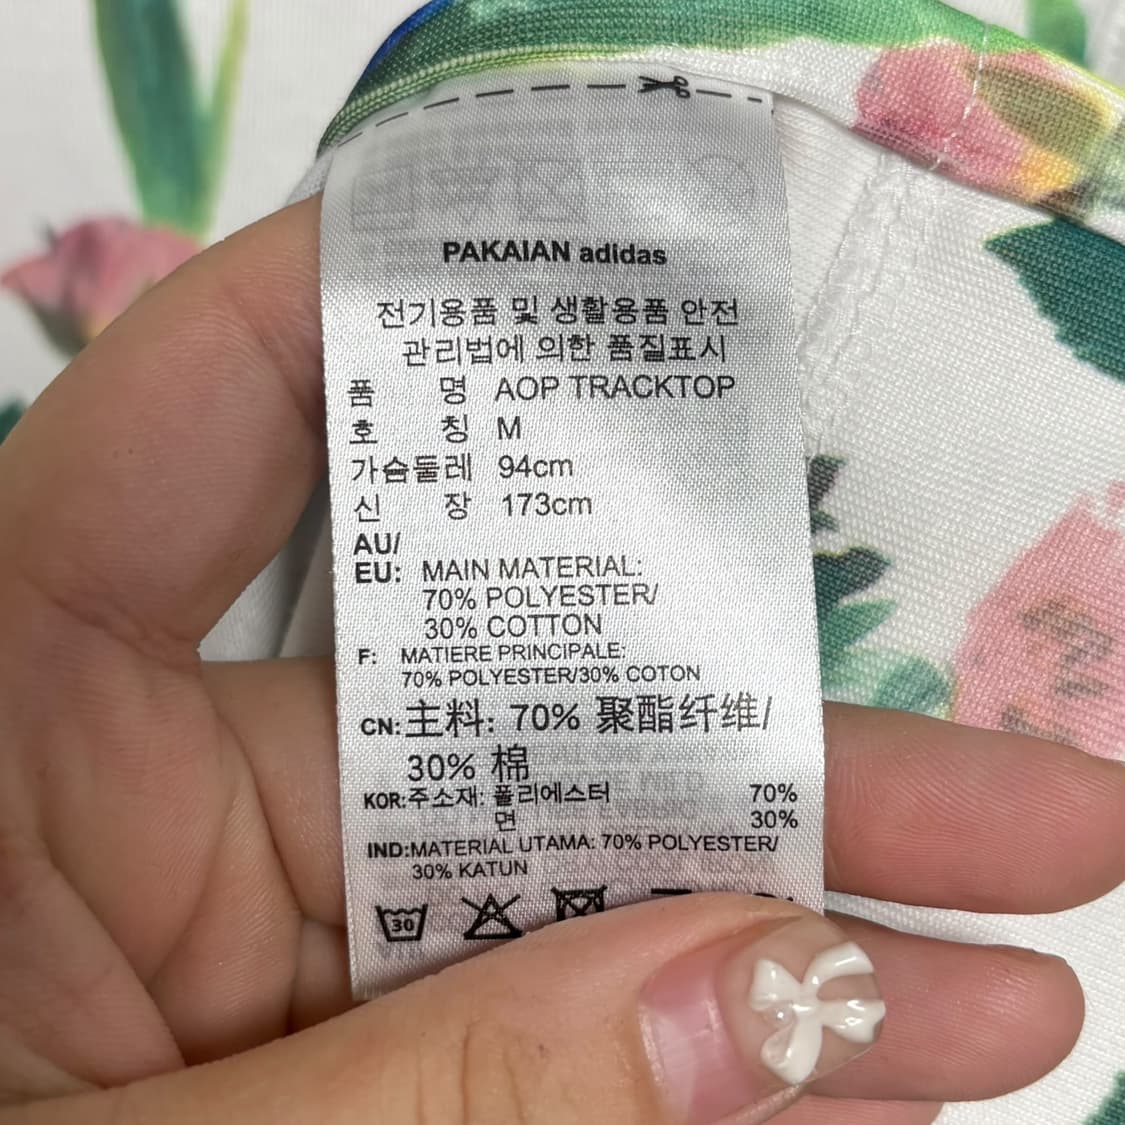 PAKAIAN adidas
전기용품 및 생활용품 안전
관리법에 의한 품질표시
품 명 AOP TRACKTOP
호 칭 M
가슴둘레 94cm
신 장 173cm
AU/
EU: MAIN MATERIAL:
70% POLYESTER/
30% COTTON
F: MATIERE PRINCIPALE:
70% POLYESTER/30% COTON
CN: 主料: 70% 聚酯纤维/
30% 棉
KOR:주소재: 폴리에스터 70%
면 30%
IND:MATERIAL UTAMA: 70% POLYESTER/
30% KATUN
30